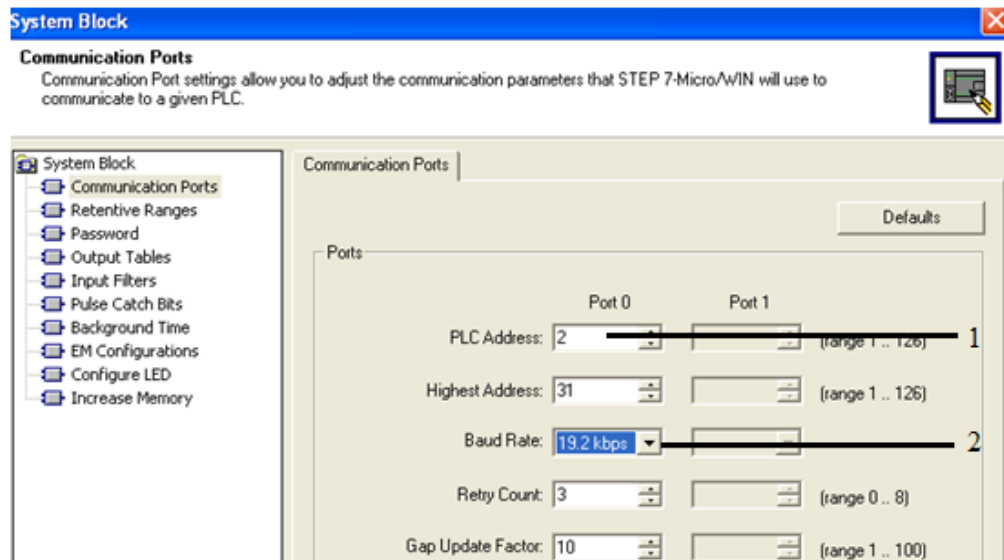 System Block
Communication Ports
Communication Port settings allow you to adjust the communication parameters that STEP 7-Micro/WIN will use to
communicate to a given PLC.
System Block
Communication Ports
Retentive Ranges
Password
Output Tables
Input Filters
Pulse Catch Bits
Background Time
EM Configurations
Configure LED
Increase Memory
Communication Ports
Defaults
Ports
Port 0 Port 1
PLC Address: 2 (range 1 .. 126) 1
Highest Address: 31 (range 1 .. 126)
Baud Rate: 19.2 kbps 2
Retry Count: 3 (range 0 .. 8)
Gap Update Factor: 10 (range 1 .. 100)